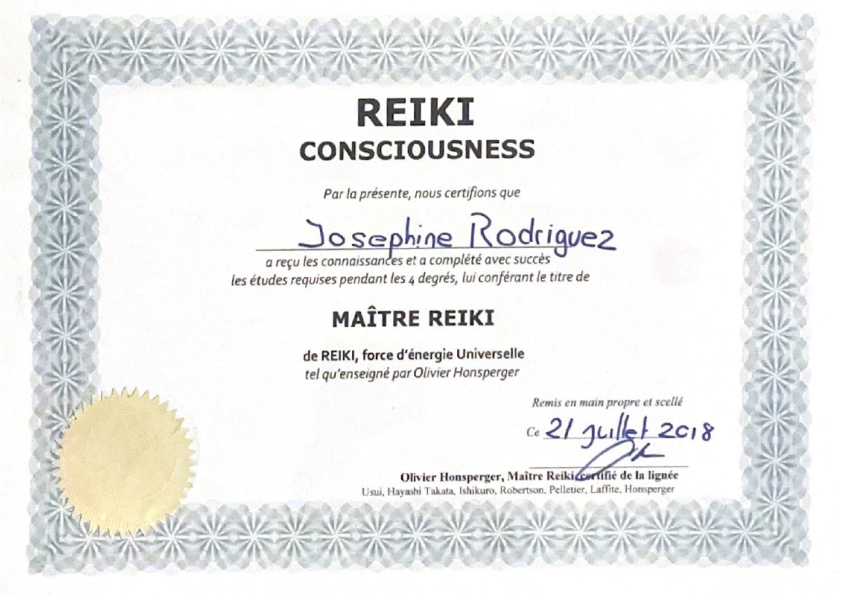 REIKI
CONSCIOUSNESS
Par la présente, nous certifions que
Josephine Rodriguez
a reçu les connaissances et a complété avec succès
les études requises pendant les 4 degrés, lui conférant le titre de
MAÎTRE REIKI
de REIKI, force d'énergie Universelle
tel qu'enseigné par Olivier Honsperger
Remis en main propre et scellé
Ce 21 juillet 2018
Olivier Honsperger, Maître Reiki certifié de la lignée
Usui, Hayashi Takata, Ishikuro, Robertson, Pelletier, Laffite, Honsperger